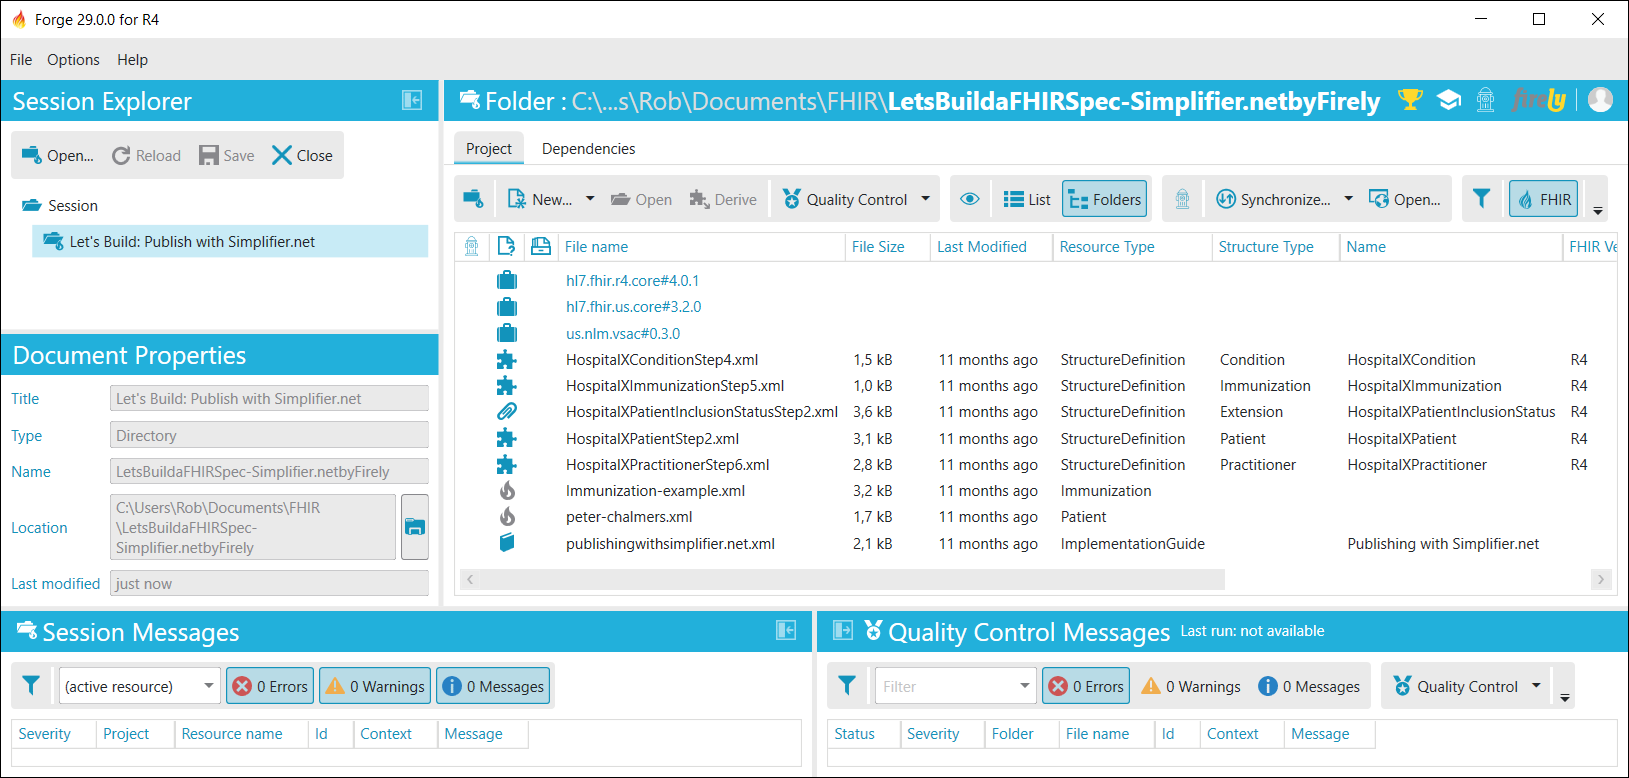 Forge 29.0.0 for R4
File Options Help
Session Explorer
Open... Reload Save Close
Session
Let's Build: Publish with Simplifier.net
Document Properties
Title Let's Build: Publish with Simplifier.net
Type Directory
Name LetsBuildaFHIRSpec-Simplifier.netbyFirely
Location C:\Users\Rob\Documents\FHIR
\LetsBuildaFHIRSpec-
Simplifier.netbyFirely
Last modified just now
Folder : C:\...s\Rob\Documents\FHIR\LetsBuildaFHIRSpec-Simplifier.netbyFirely firely
Project Dependencies
New... Open Derive Quality Control List Folders Synchronize... Open... FHIR
File name File Size Last Modified Resource Type Structure Type Name FHIR Ve
hl7.fhir.r4.core#4.0.1
hl7.fhir.us.core#3.2.0
us.nlm.vsac#0.3.0
HospitalXConditionStep4.xml 1,5 kB 11 months ago StructureDefinition Condition HospitalXCondition R4
HospitalXImmunizationStep5.xml 1,0 kB 11 months ago StructureDefinition Immunization HospitalXImmunization R4
HospitalXPatientInclusionStatusStep2.xml 3,6 kB 11 months ago StructureDefinition Extension HospitalXPatientInclusionStatus R4
HospitalXPatientStep2.xml 3,1 kB 11 months ago StructureDefinition Patient HospitalXPatient R4
HospitalXPractitionerStep6.xml 2,8 kB 11 months ago StructureDefinition Practitioner HospitalXPractitioner R4
Immunization-example.xml 3,2 kB 11 months ago Immunization
peter-chalmers.xml 1,7 kB 11 months ago Patient
publishingwithsimplifier.net.xml 2,1 kB 11 months ago ImplementationGuide Publishing with Simplifier.net
Session Messages
(active resource) 0 Errors 0 Warnings 0 Messages
Severity Project Resource name Id Context Message
Quality Control Messages Last run: not available
Filter 0 Errors 0 Warnings 0 Messages Quality Control
Status Severity Folder File name Id Context Message